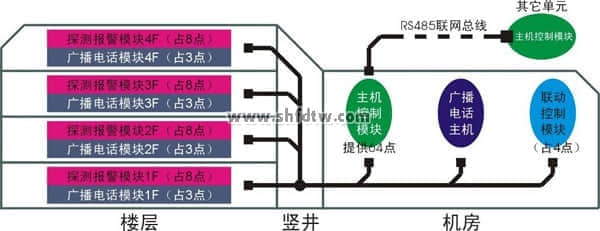 其它单元
RS485联网总线
主机控制模块
探测报警模块4F（占8点）
广播电话模块4F（占3点）
探测报警模块3F（占8点）
广播电话模块3F（占3点）
探测报警模块2F（占8点）
广播电话模块2F（占3点）
探测报警模块1F（占8点）
广播电话模块1F（占3点）
主机
控制
模块
提供64点
广播
电话
主机
联动
控制
模块
(占4点)
www.shfdtw.com
楼层
竖井
机房